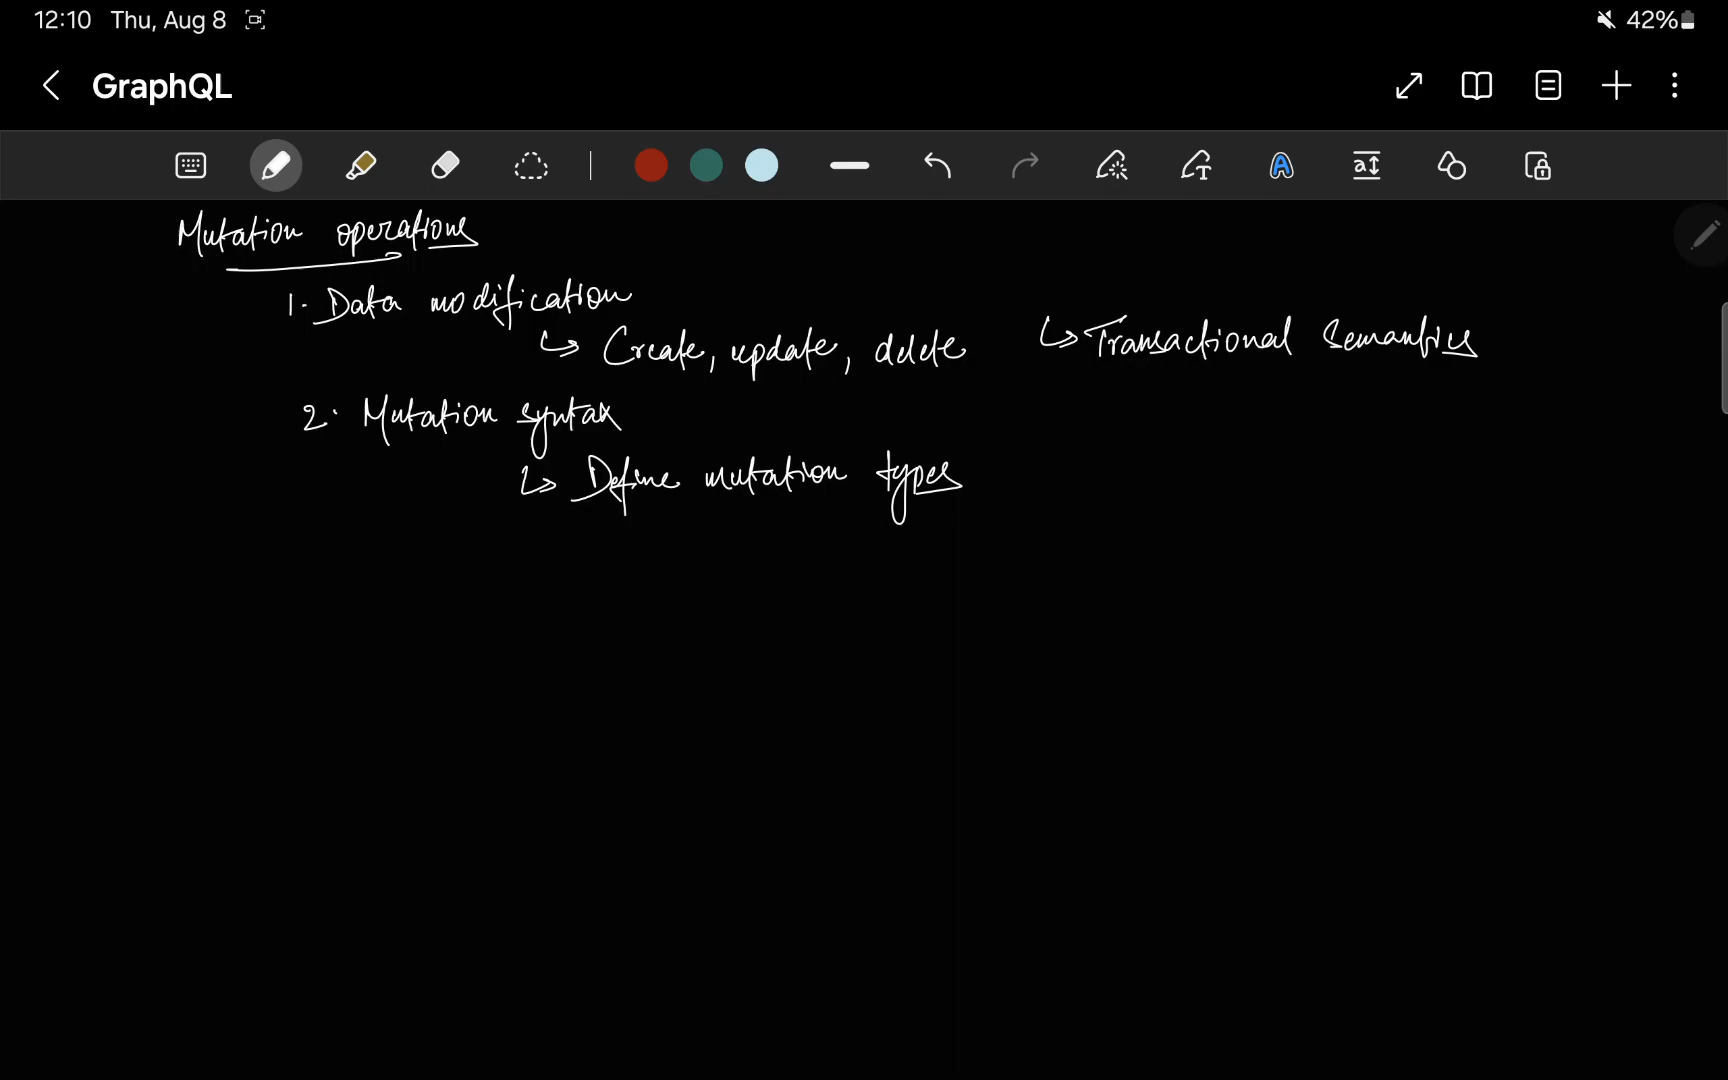 12:10 Thu, Aug 8 42%
GraphQL
Mutation operations
1. Data modification
↳ Create, update, delete ↳ Transactional Semantics
2. Mutation syntax
↳ Define mutation types